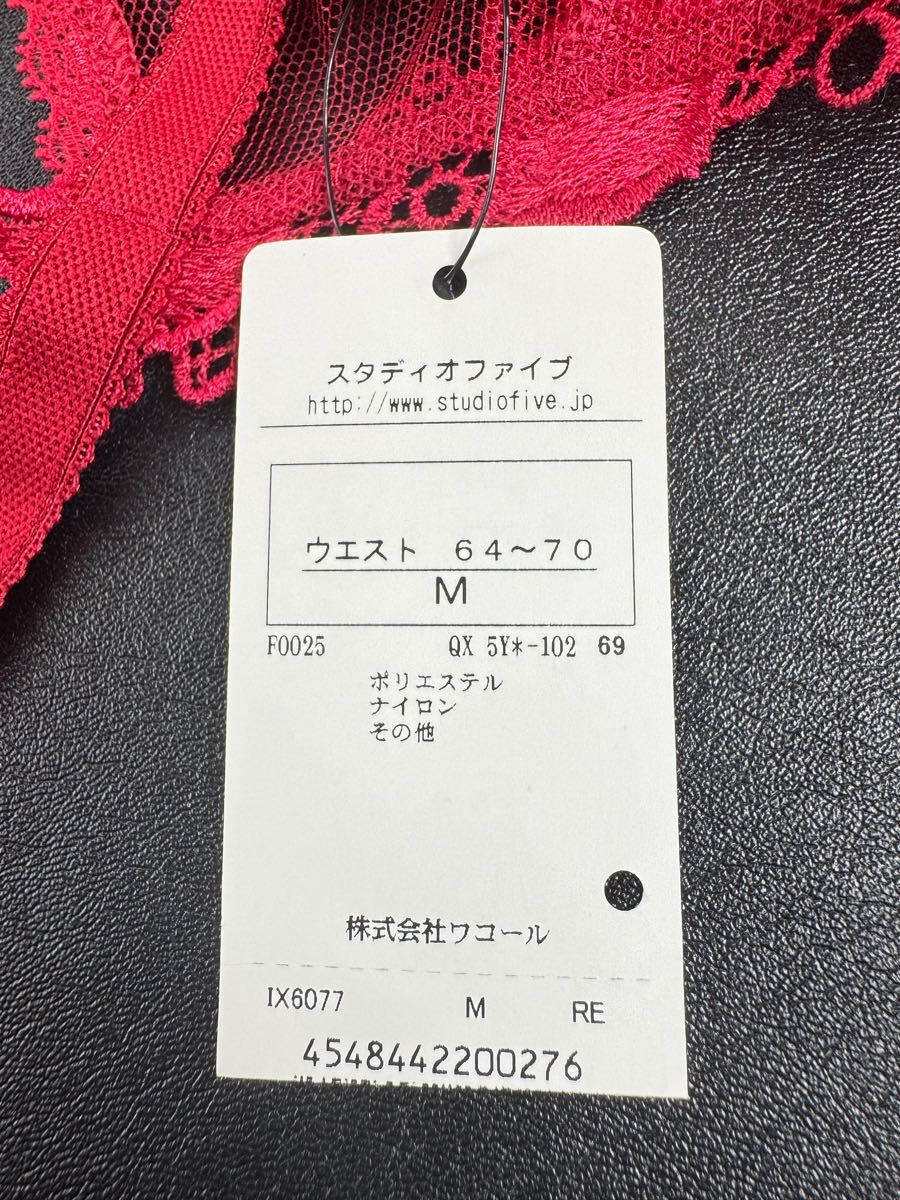 スタディオファイブ
http://www.studiofive.jp
ウエスト 64～70
M
F0025 QX 5Y*-102 69
ポリエステル
ナイロン
その他
株式会社ワコール
IX6077 M RE
4548442200276